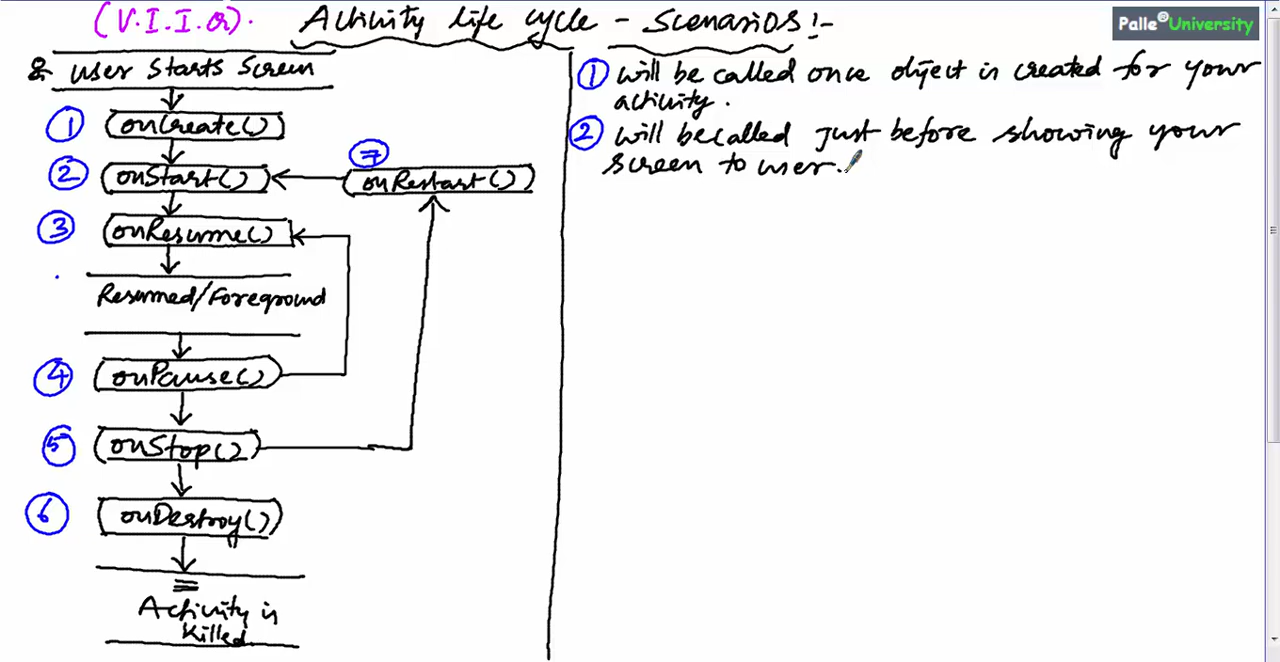 (V.I.I.Q). Activity life cycle - Scenarios :-
Palle University
User starts Screen
1 onCreate()
2 onStart()
7 onRestart()
3 onResume()
Resumed/Foreground
4 onPause()
5 onStop()
6 onDestroy()
Activity is
killed
1 will be called once object is created for your
activity.
2 will be called just before showing your
screen to user.